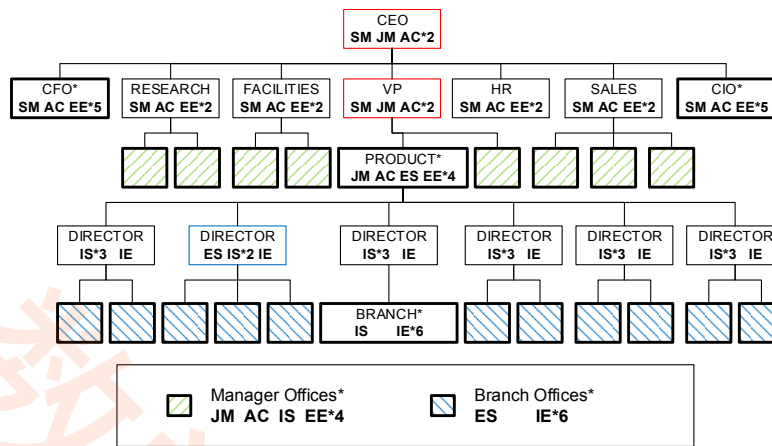 CEO
SM JM AC*2
CFO* RESEARCH FACILITIES VP HR SALES CIO*
SM AC EE*5 SM AC EE*2 SM AC EE*2 SM JM AC*2 SM AC EE*2 SM AC EE*2 SM AC EE*5
PRODUCT*
JM AC ES EE*4
DIRECTOR DIRECTOR DIRECTOR DIRECTOR DIRECTOR DIRECTOR
IS*3 IE ES IS*2 IE IS*3 IE IS*3 IE IS*3 IE IS*3 IE
BRANCH*
IS IE*6
Manager Offices* Branch Offices*
JM AC IS EE*4 ES IE*6